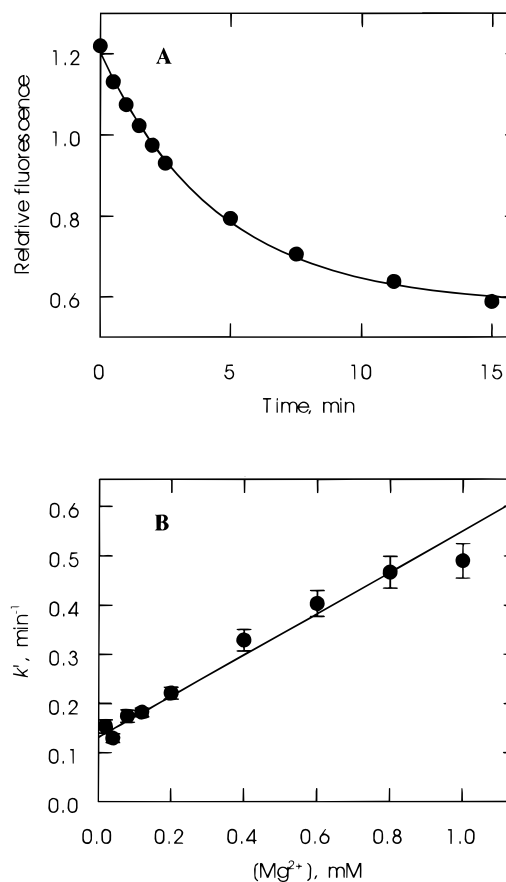 A
1.2
1.0
0.8
0.6
Relative fluorescence
0 5 10 15
Time, min
B
0.6
0.5
0.4
0.3
0.2
0.1
0.0
k', min⁻¹
0.0 0.2 0.4 0.6 0.8 1.0
(Mg²⁺), mM